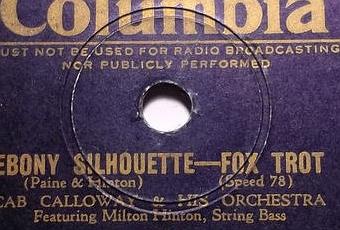 Columbia
UST NOT BE USED FOR RADIO BROADCASTING
NOR PUBLICLY PERFORMED
EBONY SILHOUETTE—FOX TROT
(Paine & Hinton) (Speed 78)
CAB CALLOWAY & HIS ORCHESTRA
Featuring Milton Hinton, String Bass